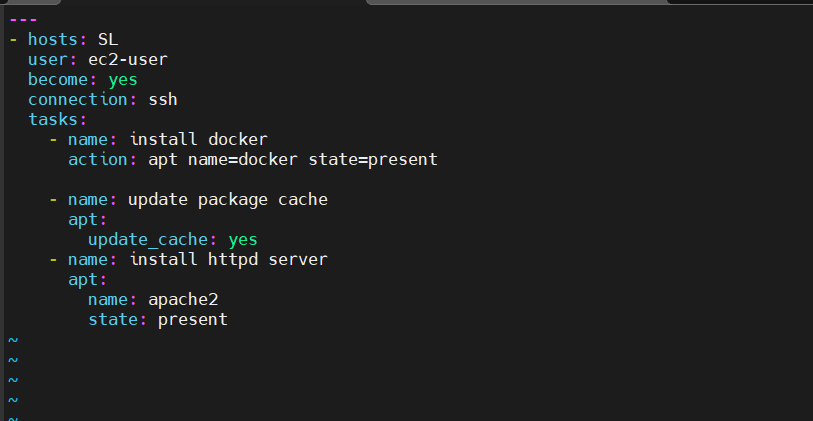 ---
- hosts: SL
  user: ec2-user
  become: yes
  connection: ssh
  tasks:
    - name: install docker
      action: apt name=docker state=present

    - name: update package cache
      apt:
        update_cache: yes
    - name: install httpd server
      apt:
        name: apache2
        state: present
~
~
~
~
~